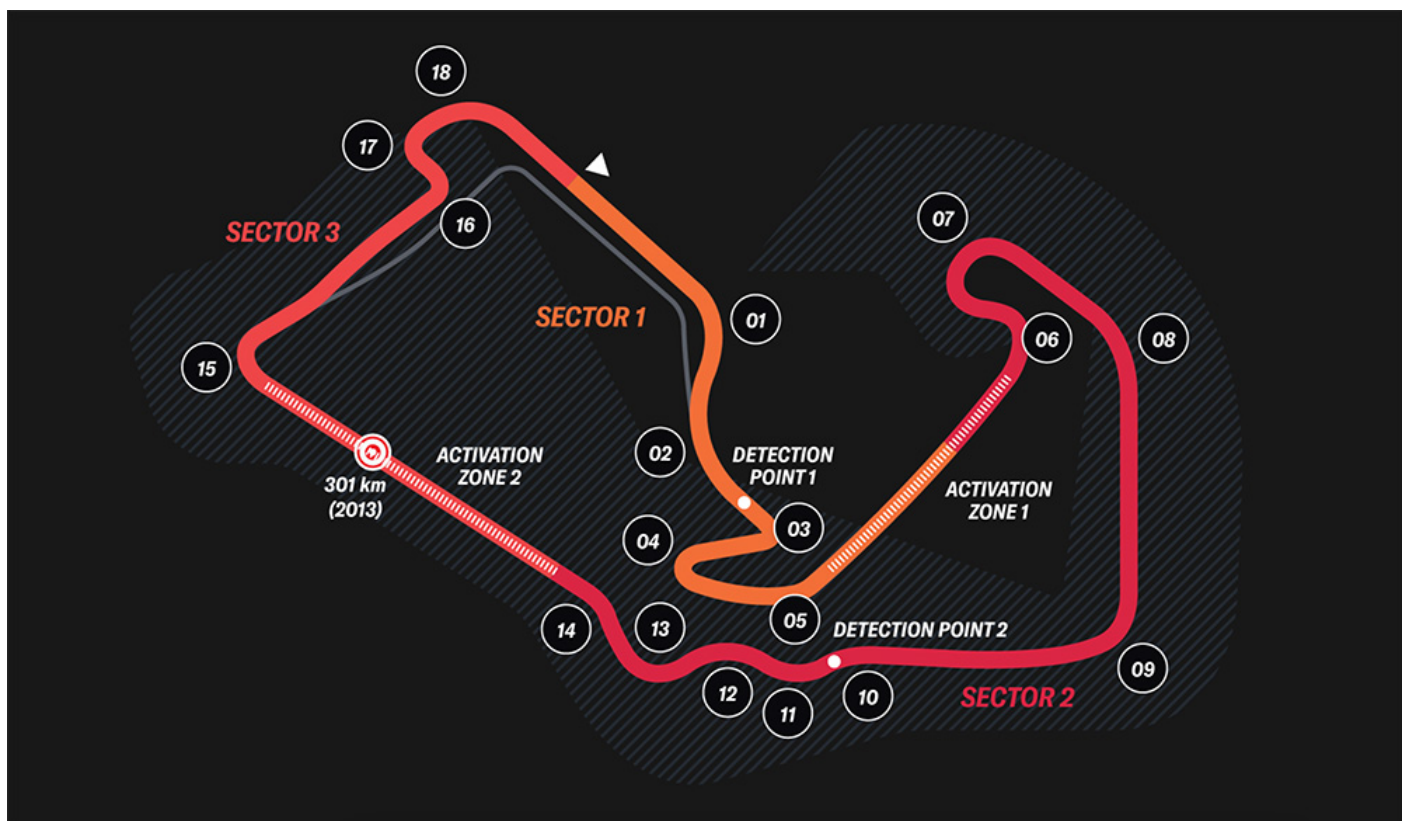 18
17
16
SECTOR 3
07
SECTOR 1
01
06
08
15
02
DETECTION
POINT 1
ACTIVATION
ZONE 2
301 km
(2013)
ACTIVATION
ZONE 1
03
04
05
14
13
DETECTION POINT 2
12
11
10
SECTOR 2
09